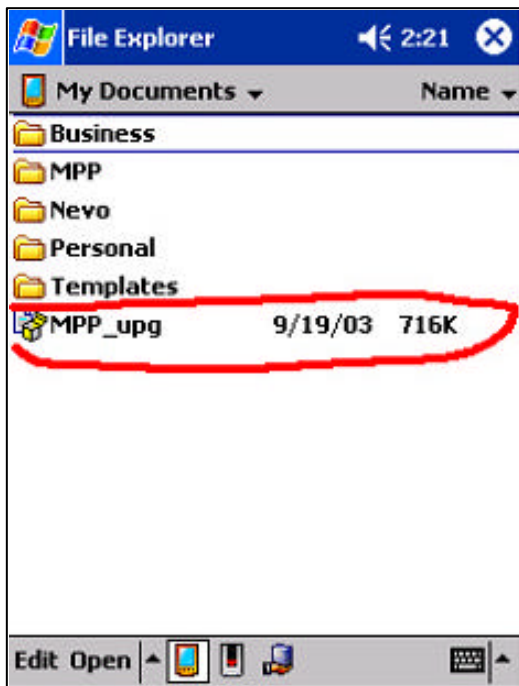 File Explorer 2:21
My Documents Name
Business
MPP
Nevo
Personal
Templates
MPP_upg 9/19/03 716K
Edit Open